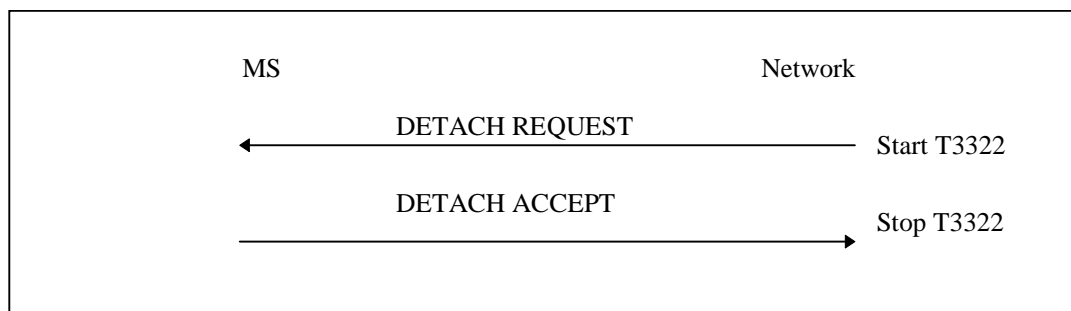 MS Network
DETACH REQUEST
Start T3322
DETACH ACCEPT
Stop T3322